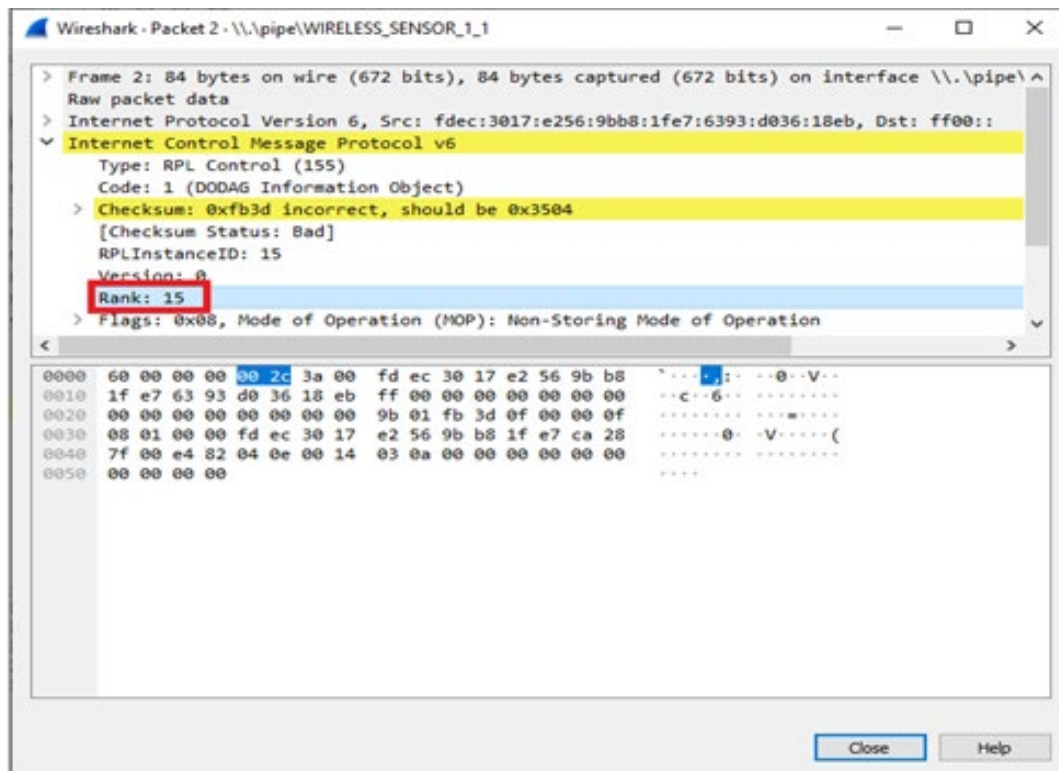 Wireshark · Packet 2 · \\.\pipe\WIRELESS_SENSOR_1_1
Frame 2: 84 bytes on wire (672 bits), 84 bytes captured (672 bits) on interface \\.\pipe\
Raw packet data
Internet Protocol Version 6, Src: fdec:3017:e256:9bb8:1fe7:6393:d036:18eb, Dst: ff00::
Internet Control Message Protocol v6
Type: RPL Control (155)
Code: 1 (DODAG Information Object)
Checksum: 0xfb3d incorrect, should be 0x3504
[Checksum Status: Bad]
RPLInstanceID: 15
Version: 0
Rank: 15
Flags: 0x08, Mode of Operation (MOP): Non-Storing Mode of Operation
0000 60 00 00 00 00 2c 3a 00 fd ec 30 17 e2 56 9b b8 `····,:· ··0··V··
0010 1f e7 63 93 d0 36 18 eb ff 00 00 00 00 00 00 00 ··c··6·· ········
0020 00 00 00 00 00 00 00 00 9b 01 fb 3d 0f 00 00 0f ········ ···=····
0030 08 01 00 00 fd ec 30 17 e2 56 9b b8 1f e7 ca 28 ······0· ·V·····(
0040 7f 00 e4 82 04 0e 00 14 03 0a 00 00 00 00 00 00 ········ ········
0050 00 00 00 00 ····
Close Help